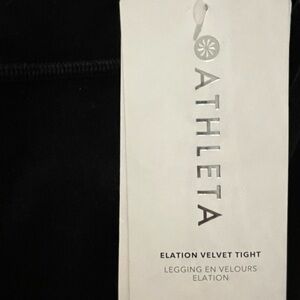 ATHLETA
ELATION VELVET TIGHT
LEGGING EN VELOURS
ELATION